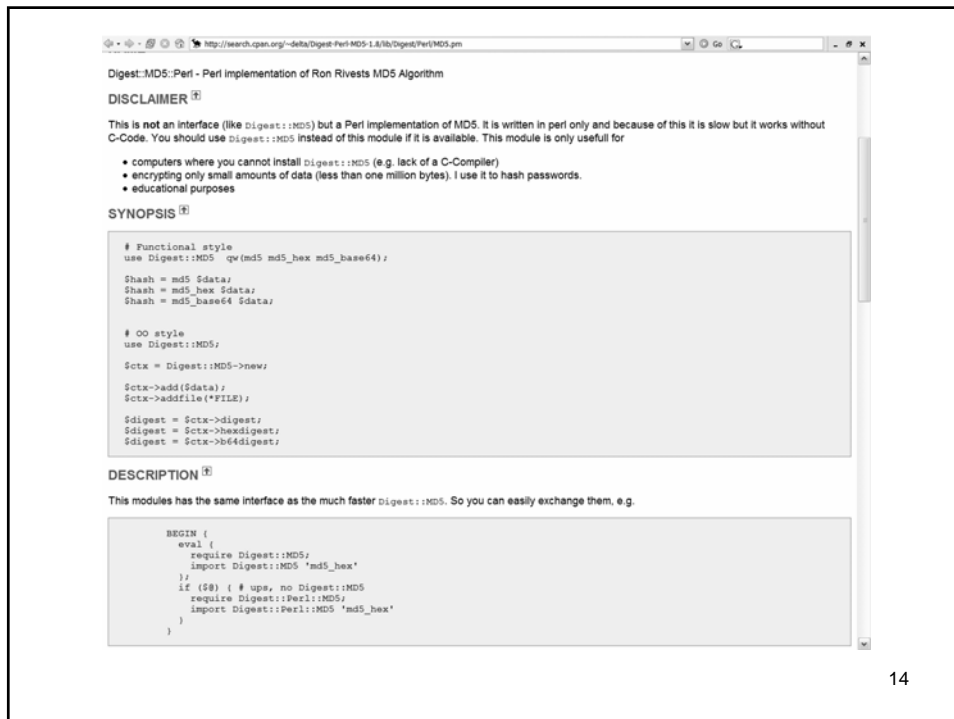 http://search.cpan.org/~delta/Digest-Perl-MD5-1.8/lib/Digest/Perl/MD5.pm
Go
Digest::MD5::Perl - Perl implementation of Ron Rivests MD5 Algorithm
DISCLAIMER
This is not an interface (like Digest::MD5) but a Perl implementation of MD5. It is written in perl only and because of this it is slow but it works without
C-Code. You should use Digest::MD5 instead of this module if it is available. This module is only usefull for
• computers where you cannot install Digest::MD5 (e.g. lack of a C-Compiler)
• encrypting only small amounts of data (less than one million bytes). I use it to hash passwords.
• educational purposes
SYNOPSIS
# Functional style
use Digest::MD5  qw(md5 md5_hex md5_base64);
$hash = md5 $data;
$hash = md5_hex $data;
$hash = md5_base64 $data;
# OO style
use Digest::MD5;
$ctx = Digest::MD5->new;
$ctx->add($data);
$ctx->addfile(*FILE);
$digest = $ctx->digest;
$digest = $ctx->hexdigest;
$digest = $ctx->b64digest;
DESCRIPTION
This modules has the same interface as the much faster Digest::MD5. So you can easily exchange them, e.g.
BEGIN {
eval {
require Digest::MD5;
import Digest::MD5 'md5_hex'
};
if ($@) { # ups, no Digest::MD5
require Digest::Perl::MD5;
import Digest::Perl::MD5 'md5_hex'
}
}
14